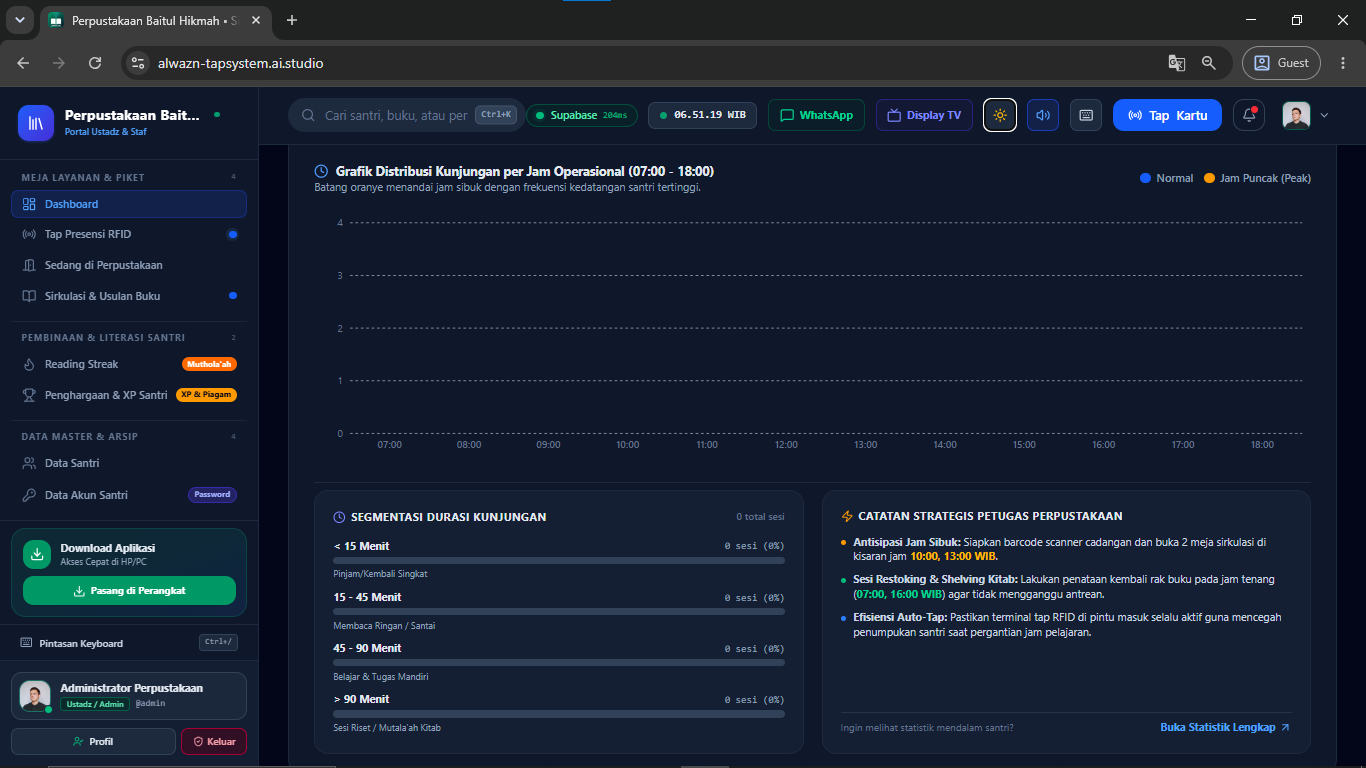 Perpustakaan Baitul Hikmah •
alwazn-tapsystem.ai.studio
Guest
Perpustakaan Bait...
Portal Ustadz & Staf
Cari santri, buku, atau per
Ctrl+K
Supabase 204ms
06.51.19 WIB
WhatsApp
Display TV
Tap Kartu
MEJA LAYANAN & PIKET 4
Dashboard
Tap Presensi RFID
Sedang di Perpustakaan
Sirkulasi & Usulan Buku
PEMBINAAN & LITERASI SANTRI 2
Reading Streak Muthola'ah
Penghargaan & XP Santri XP & Piagam
DATA MASTER & ARSIP 4
Data Santri
Data Akun Santri Password
Download Aplikasi
Akses Cepat di HP/PC
Pasang di Perangkat
Pintasan Keyboard Ctrl+/
Administrator Perpustakaan
Ustadz / Admin @admin
Profil
Keluar
Grafik Distribusi Kunjungan per Jam Operasional (07:00 - 18:00)
Batang oranye menandai jam sibuk dengan frekuensi kedatangan santri tertinggi.
Normal Jam Puncak (Peak)
4
3
2
1
0
07:00 08:00 09:00 10:00 11:00 12:00 13:00 14:00 15:00 16:00 17:00 18:00
SEGMENTASI DURASI KUNJUNGAN 0 total sesi
< 15 Menit 0 sesi (0%)
Pinjam/Kembali Singkat
15 - 45 Menit 0 sesi (0%)
Membaca Ringan / Santai
45 - 90 Menit 0 sesi (0%)
Belajar & Tugas Mandiri
> 90 Menit 0 sesi (0%)
Sesi Riset / Mutala'ah Kitab
CATATAN STRATEGIS PETUGAS PERPUSTAKAAN
Antisipasi Jam Sibuk: Siapkan barcode scanner cadangan dan buka 2 meja sirkulasi di
kisaran jam 10:00, 13:00 WIB.
Sesi Restoking & Shelving Kitab: Lakukan penataan kembali rak buku pada jam tenang
(07:00, 16:00 WIB) agar tidak mengganggu antrean.
Efisiensi Auto-Tap: Pastikan terminal tap RFID di pintu masuk selalu aktif guna mencegah
penumpukan santri saat pergantian jam pelajaran.
Ingin melihat statistik mendalam santri?
Buka Statistik Lengkap